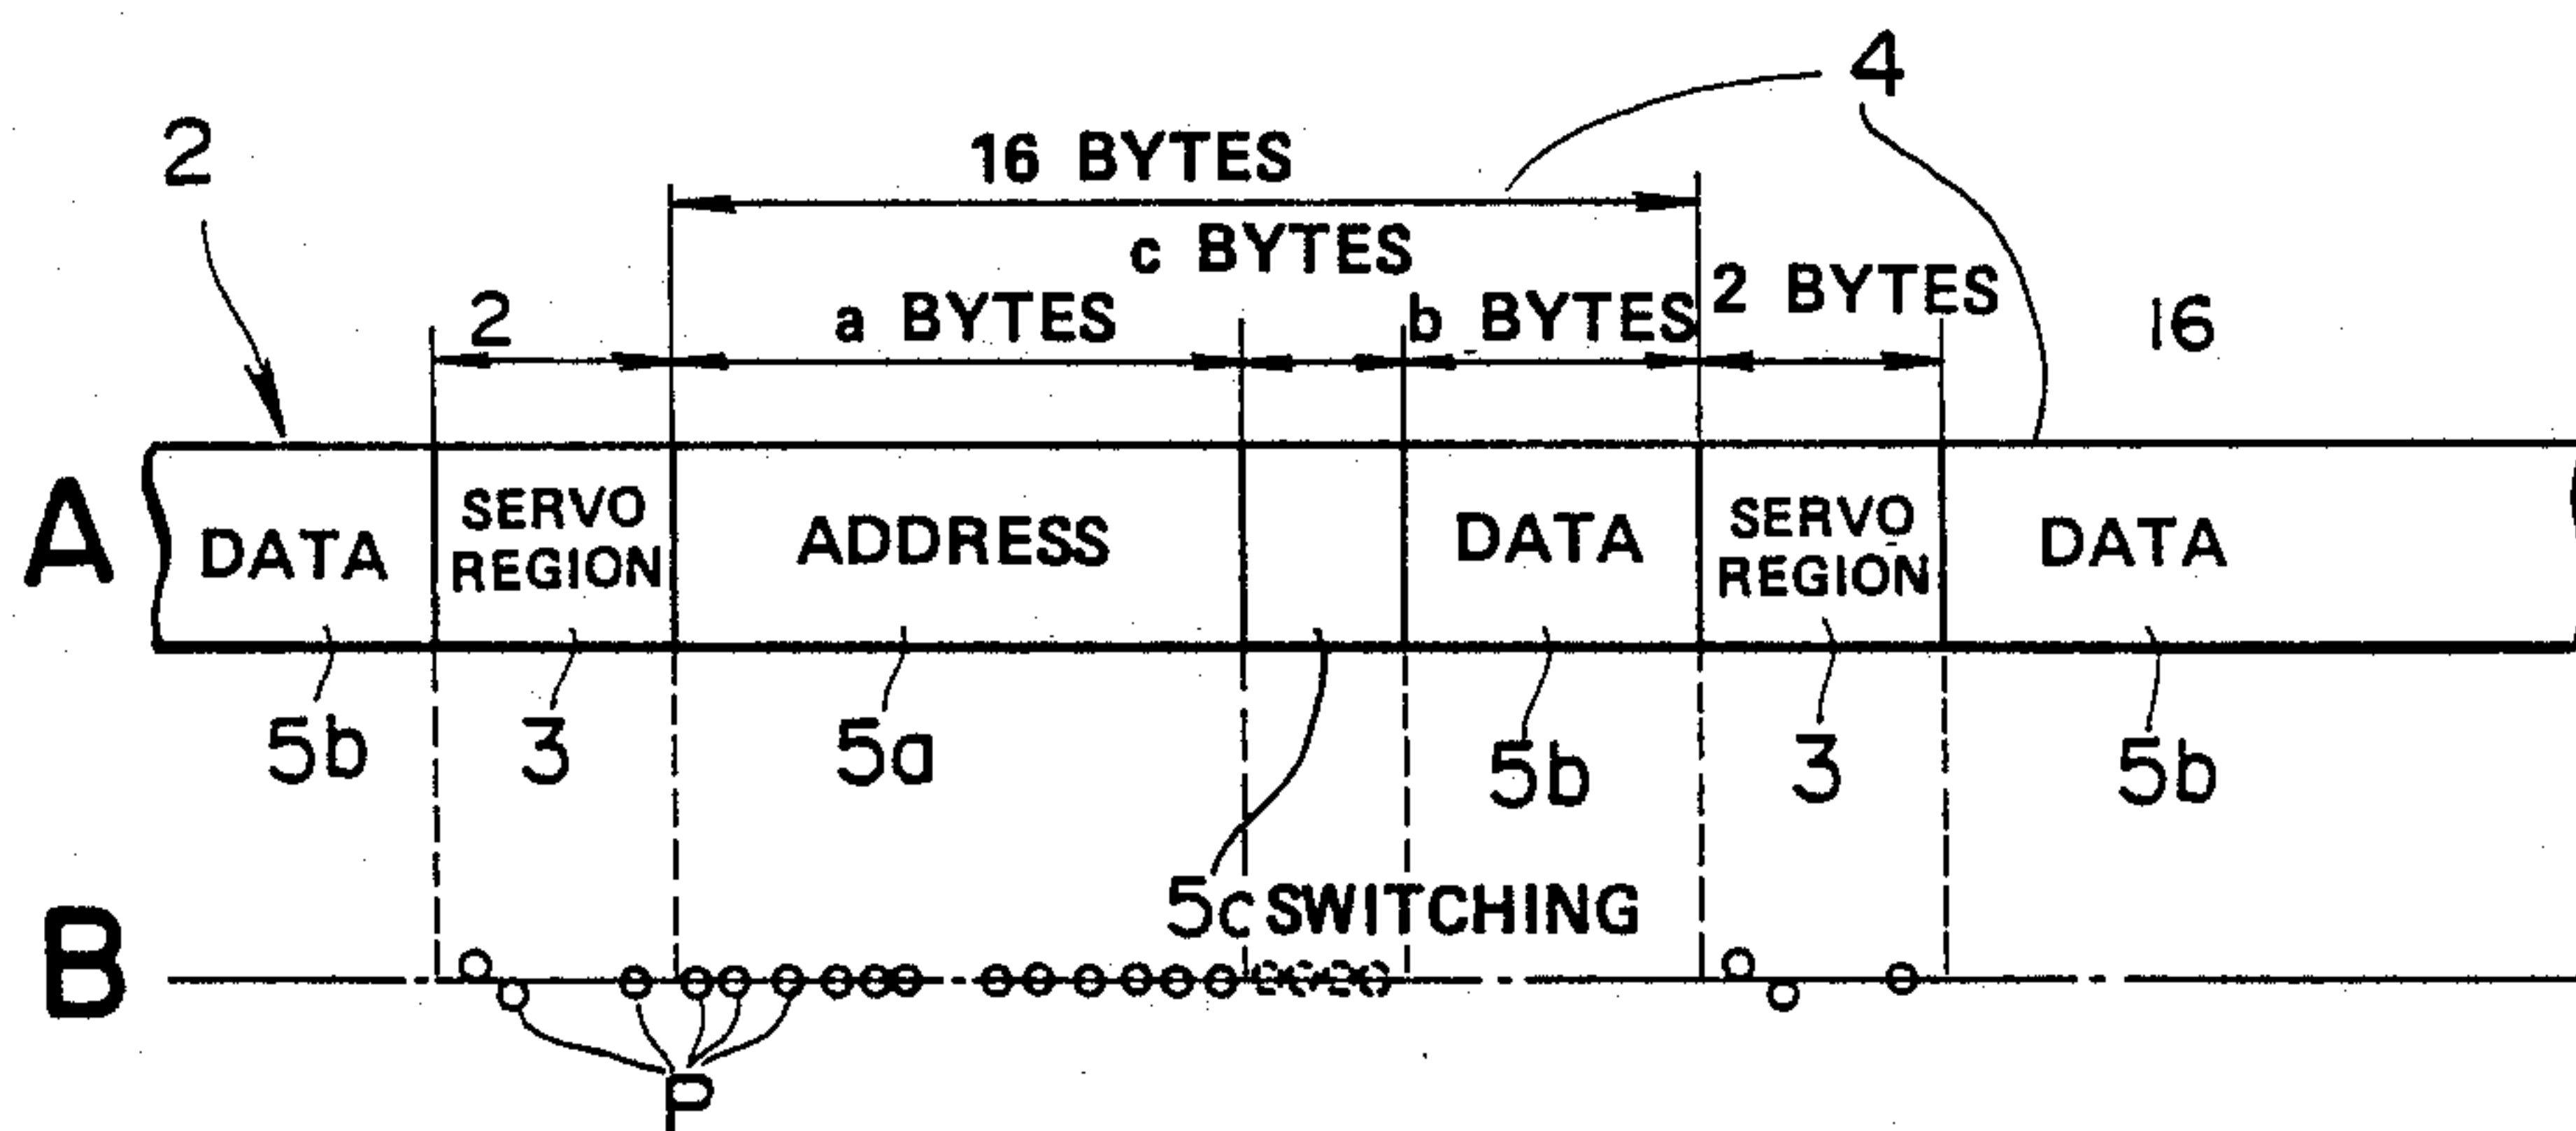 4
2
16 BYTES
c BYTES
2 a BYTES b BYTES 2 BYTES 16
A
DATA SERVO REGION ADDRESS DATA SERVO REGION DATA
5b 3 5a 5b 3 5b
5c SWITCHING
B
P